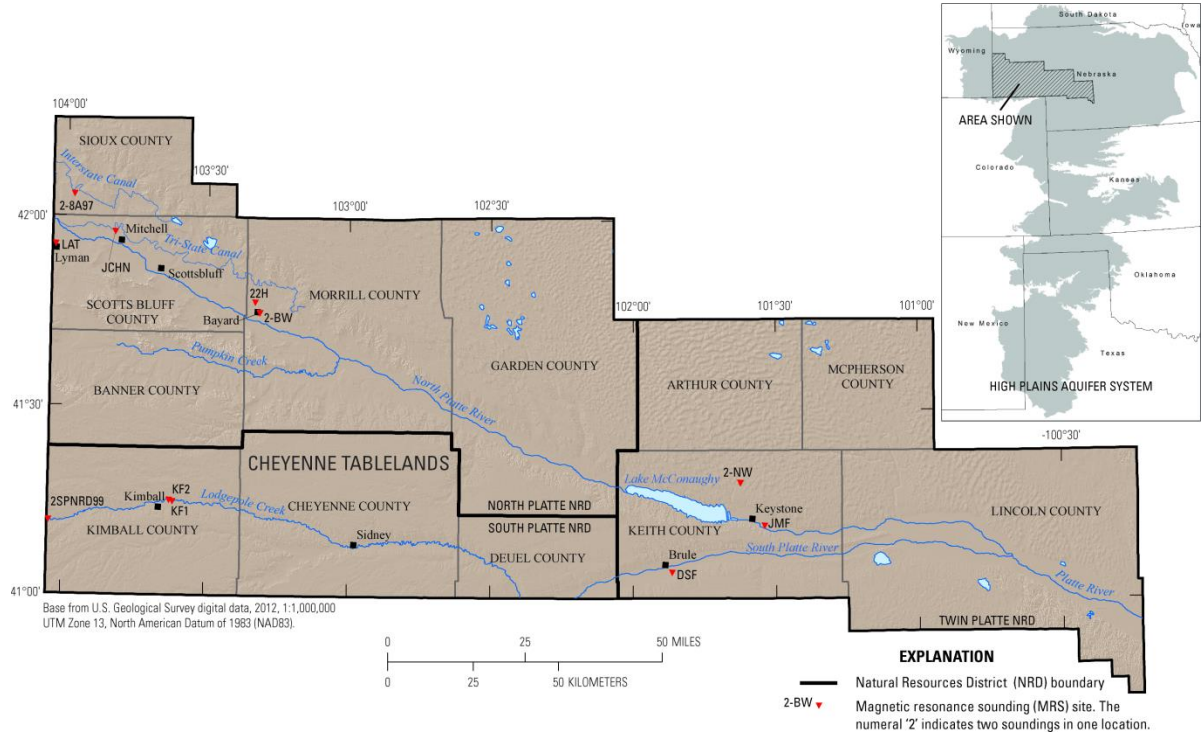 South Dakota
Iowa
Wyoming
Nebraska
AREA SHOWN
Colorado
Kansas
Oklahoma
New Mexico
Texas
HIGH PLAINS AQUIFER SYSTEM
104°00'
SIOUX COUNTY
Interstate Canal
103°30'
2-8A97
42°00'
103°00'
102°30'
Mitchell
LAT
Lyman
Tri-State Canal
JCHN
Scottsbluff
SCOTTS BLUFF
COUNTY
22H
2-BW
Bayard
MORRILL COUNTY
102°00'
101°30'
101°00'
Pumpkin Creek
GARDEN COUNTY
BANNER COUNTY
North Platte River
ARTHUR COUNTY
MCPHERSON
COUNTY
41°30'
-100°30'
CHEYENNE TABLELANDS
2SPNRD99
Kimball
KF2
KF1
Lodgepole Creek
CHEYENNE COUNTY
KIMBALL COUNTY
Sidney
NORTH PLATTE NRD
SOUTH PLATTE NRD
DEUEL COUNTY
Lake McConaughy
2-NW
Keystone
JMF
KEITH COUNTY
LINCOLN COUNTY
South Platte River
Brule
DSF
Platte River
41°00'
TWIN PLATTE NRD
Base from U.S. Geological Survey digital data, 2012, 1:1,000,000
UTM Zone 13, North American Datum of 1983 (NAD83).
0 25 50 MILES
0 25 50 KILOMETERS
EXPLANATION
Natural Resources District (NRD) boundary
2-BW Magnetic resonance sounding (MRS) site. The
numeral '2' indicates two soundings in one location.